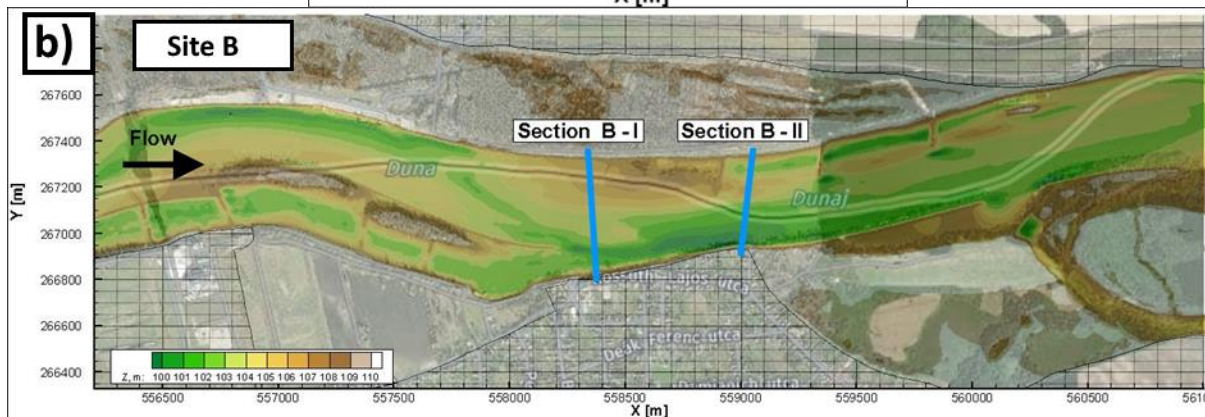 X [m]
b)
Site B
267600
267400
267200
267000
266800
266600
266400
Y [m]
Flow
Duna
Section B - I
Section B - II
Dunaj
Lajos utca
Deák Ferenc utca
utca
Z, m: 100 101 102 103 104 105 106 107 108 109 110
556500 557000 557500 558000 558500 559000 559500 560000 560500
X [m]